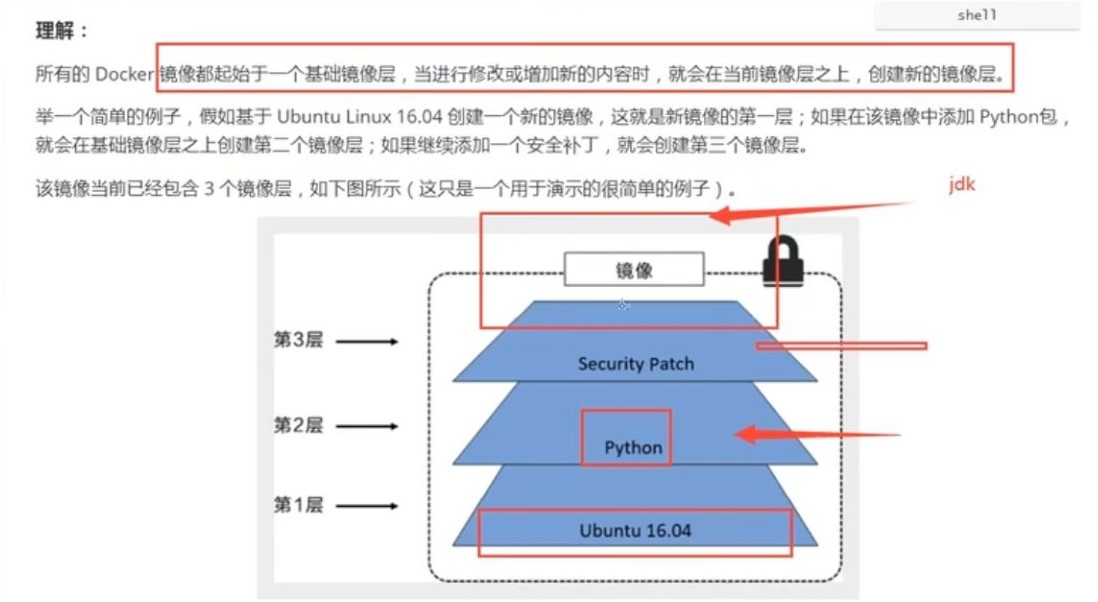 shell
理解：
所有的 Docker 镜像都起始于一个基础镜像层，当进行修改或增加新的内容时，就会在当前镜像层之上，创建新的镜像层。
举一个简单的例子，假如基于 Ubuntu Linux 16.04 创建一个新的镜像，这就是新镜像的第一层；如果在该镜像中添加 Python包，
就会在基础镜像层之上创建第二个镜像层；如果继续添加一个安全补丁，就会创建第三个镜像层。
该镜像当前已经包含 3 个镜像层，如下图所示（这只是一个用于演示的很简单的例子）。
jdk
镜像
第3层
Security Patch
第2层
Python
第1层
Ubuntu 16.04